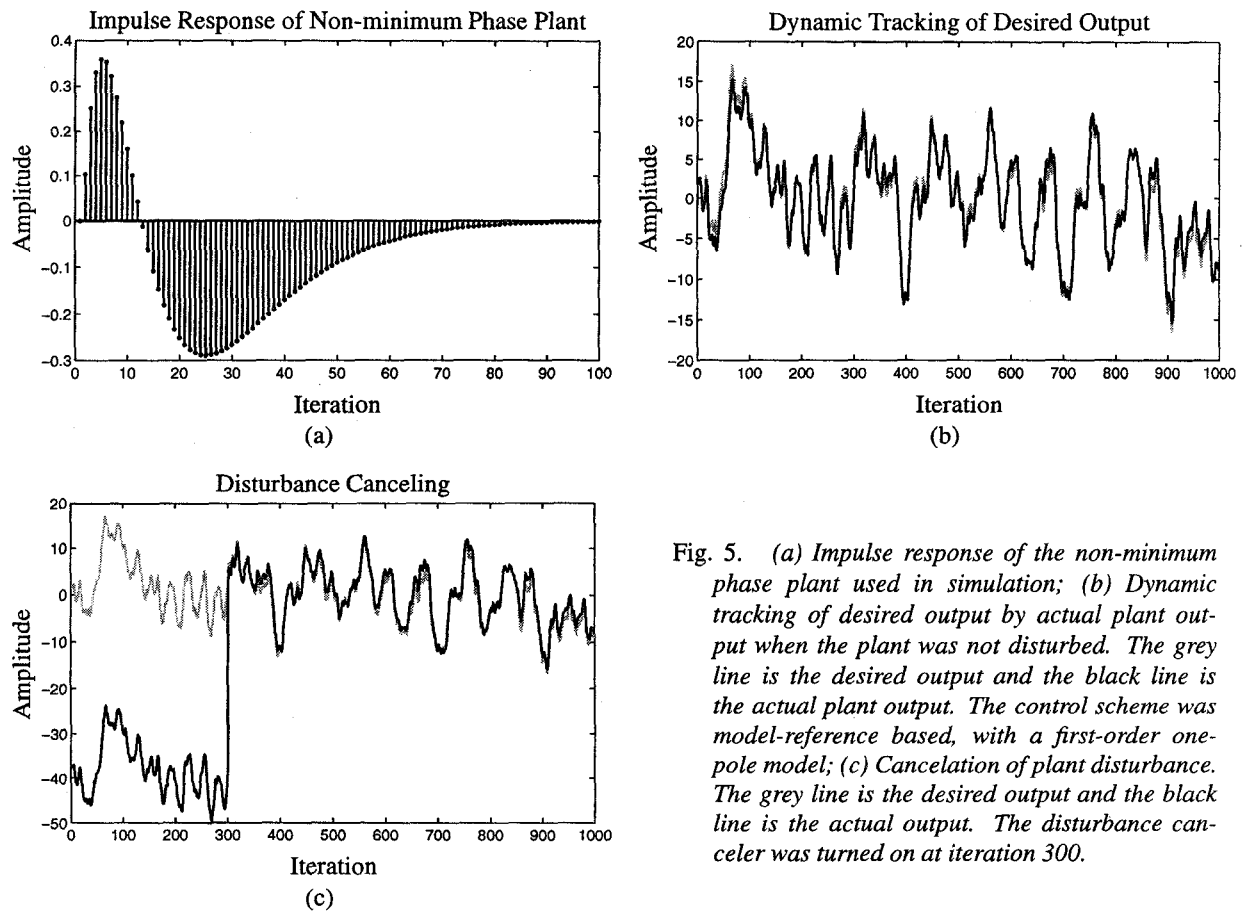 Impulse Response of Non-minimum Phase Plant
0.4
0.3
0.2
0.1
0
-0.1
-0.2
-0.3
Amplitude
0 10 20 30 40 50 60 70 80 90 100
Iteration
(a)
Dynamic Tracking of Desired Output
20
15
10
5
0
-5
-10
-15
-20
Amplitude
0 100 200 300 400 500 600 700 800 900 1000
Iteration
(b)
Disturbance Canceling
20
10
0
-10
-20
-30
-40
-50
Amplitude
0 100 200 300 400 500 600 700 800 900 1000
Iteration
(c)
Fig. 5. (a) Impulse response of the non-minimum
phase plant used in simulation; (b) Dynamic
tracking of desired output by actual plant out-
put when the plant was not disturbed. The grey
line is the desired output and the black line is
the actual plant output. The control scheme was
model-reference based, with a first-order one-
pole model; (c) Cancelation of plant disturbance.
The grey line is the desired output and the black
line is the actual output. The disturbance can-
celer was turned on at iteration 300.